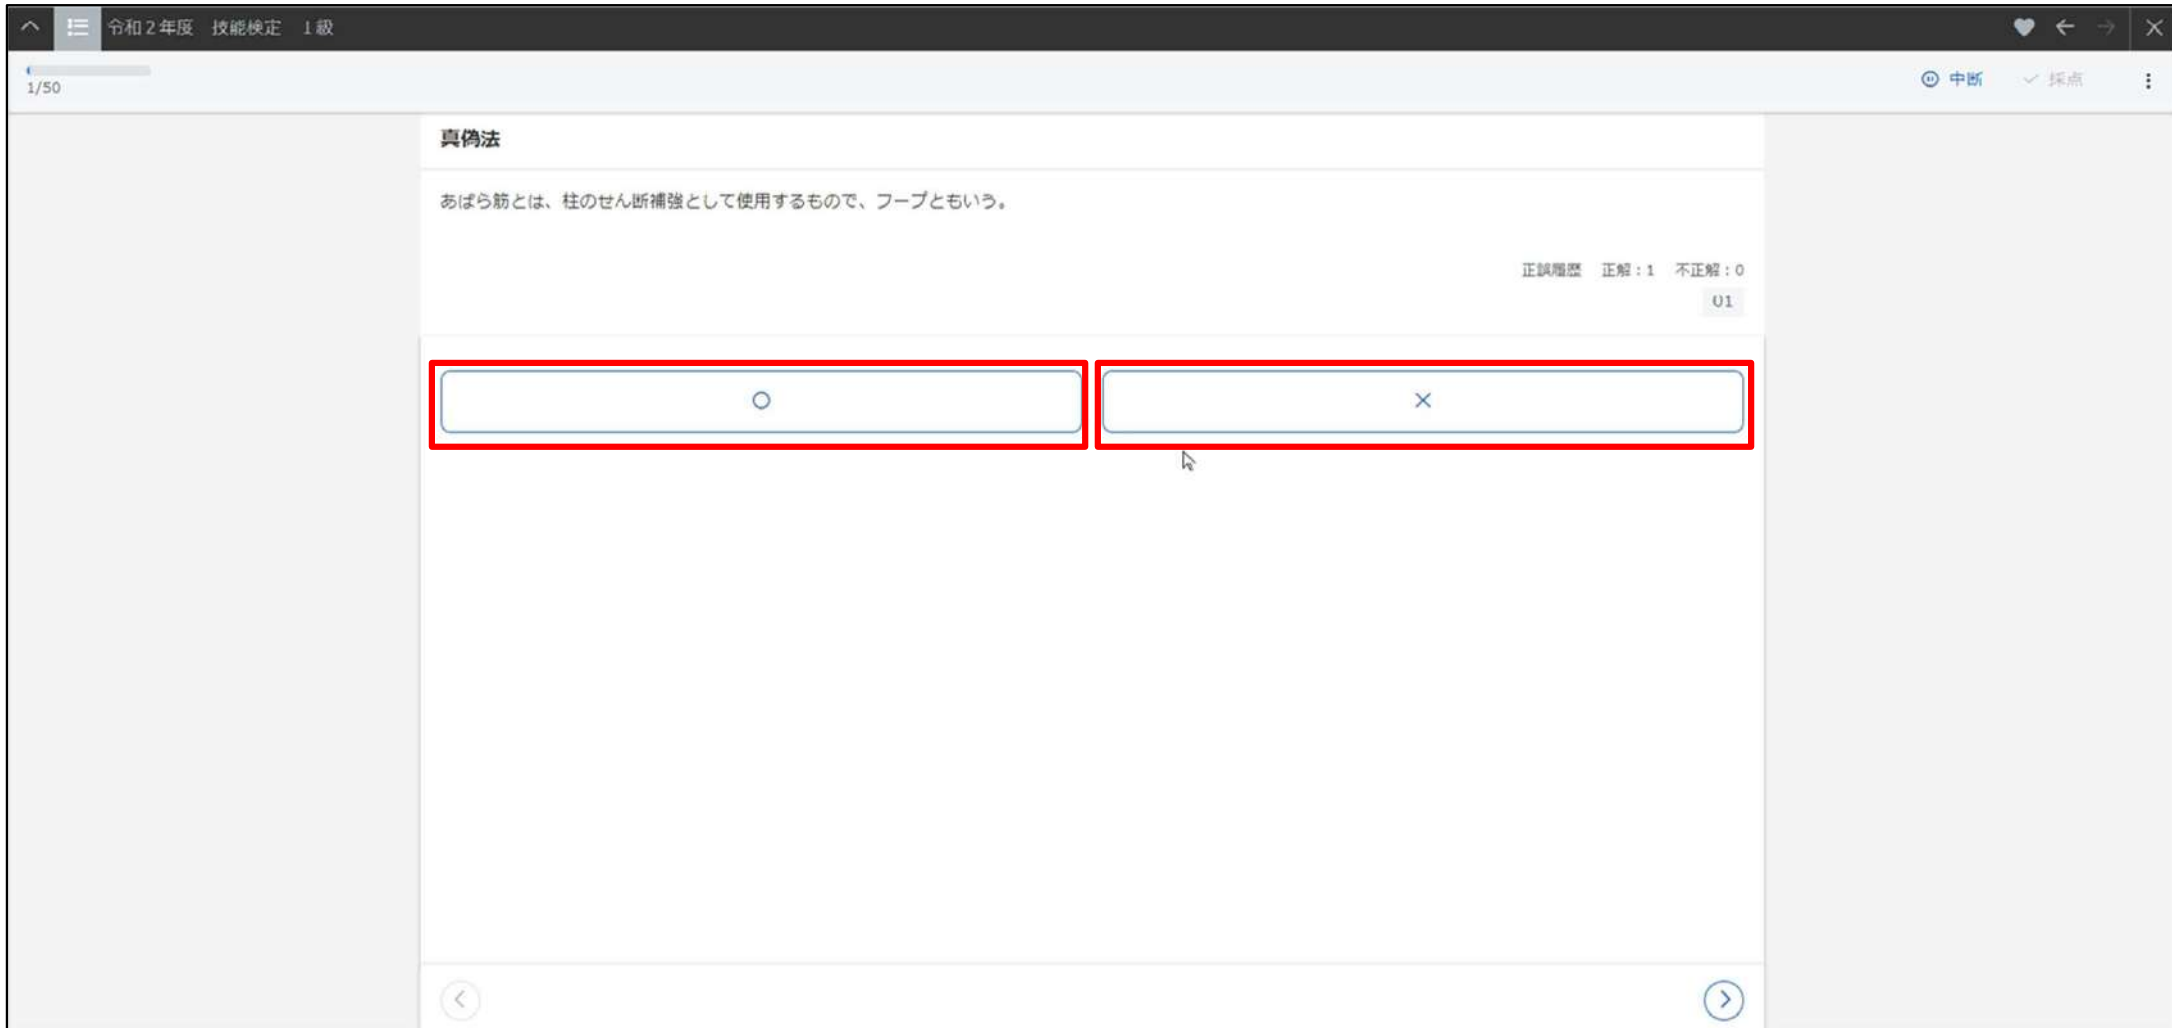 令和２年度　技能検定　１級
1/50
中断
採点
真偽法
あばら筋とは、柱のせん断補強として使用するもので、フープともいう。
正誤履歴　正解：1　不正解：0
01